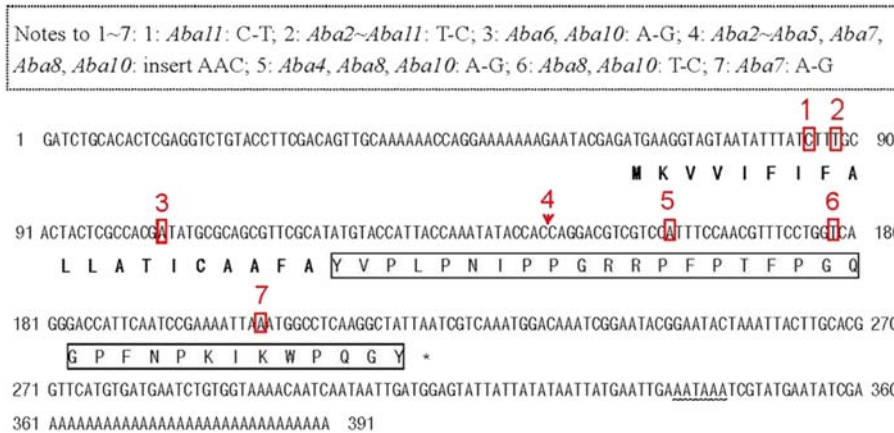 Notes to 1~7: 1: Aba11: C-T; 2: Aba2~Aba11: T-C; 3: Aba6, Aba10: A-G; 4: Aba2~Aba5, Aba7,
Aba8, Aba10: insert AAC; 5: Aba4, Aba8, Aba10: A-G; 6: Aba8, Aba10: T-C; 7: Aba7: A-G
1 2
1 GATCTGCACACTCGAGGTCTGTACCTTCGACAGTTGCAAAAAACCAGGAAAAAAAGAATACGAGATGAAGGTAGTAATATTTATCTTTGC 90
M K V V I F I F A
3 4 5 6
91 ACTACTCGCCACGATATGCGCAGCGTTCGCATATGTACCATTACCAAATATACCACCAGGACGTCGTCCATTTCCAACGTTTCCTGGTCA 180
L L A T I C A A F A Y V P L P N I P P G R R P F P T F P G Q
7
181 GGGACCATTCAATCCGAAAATTAAATGGCCTCAAGGCTATTAATCGTCAAATGGACAAATCGGAATACGGAATACTAAATTACTTGCACG 270
G P F N P K I K W P Q G Y *
271 GTTCATGTGATGAATCTGTGGTAAAACAATCAATAATTGATGGAGTATTATTATATAATTATGAATTGAAATAAATCGTATGAATATCGA 360
361 AAAAAAAAAAAAAAAAAAAAAAAAAAAAAAA 391